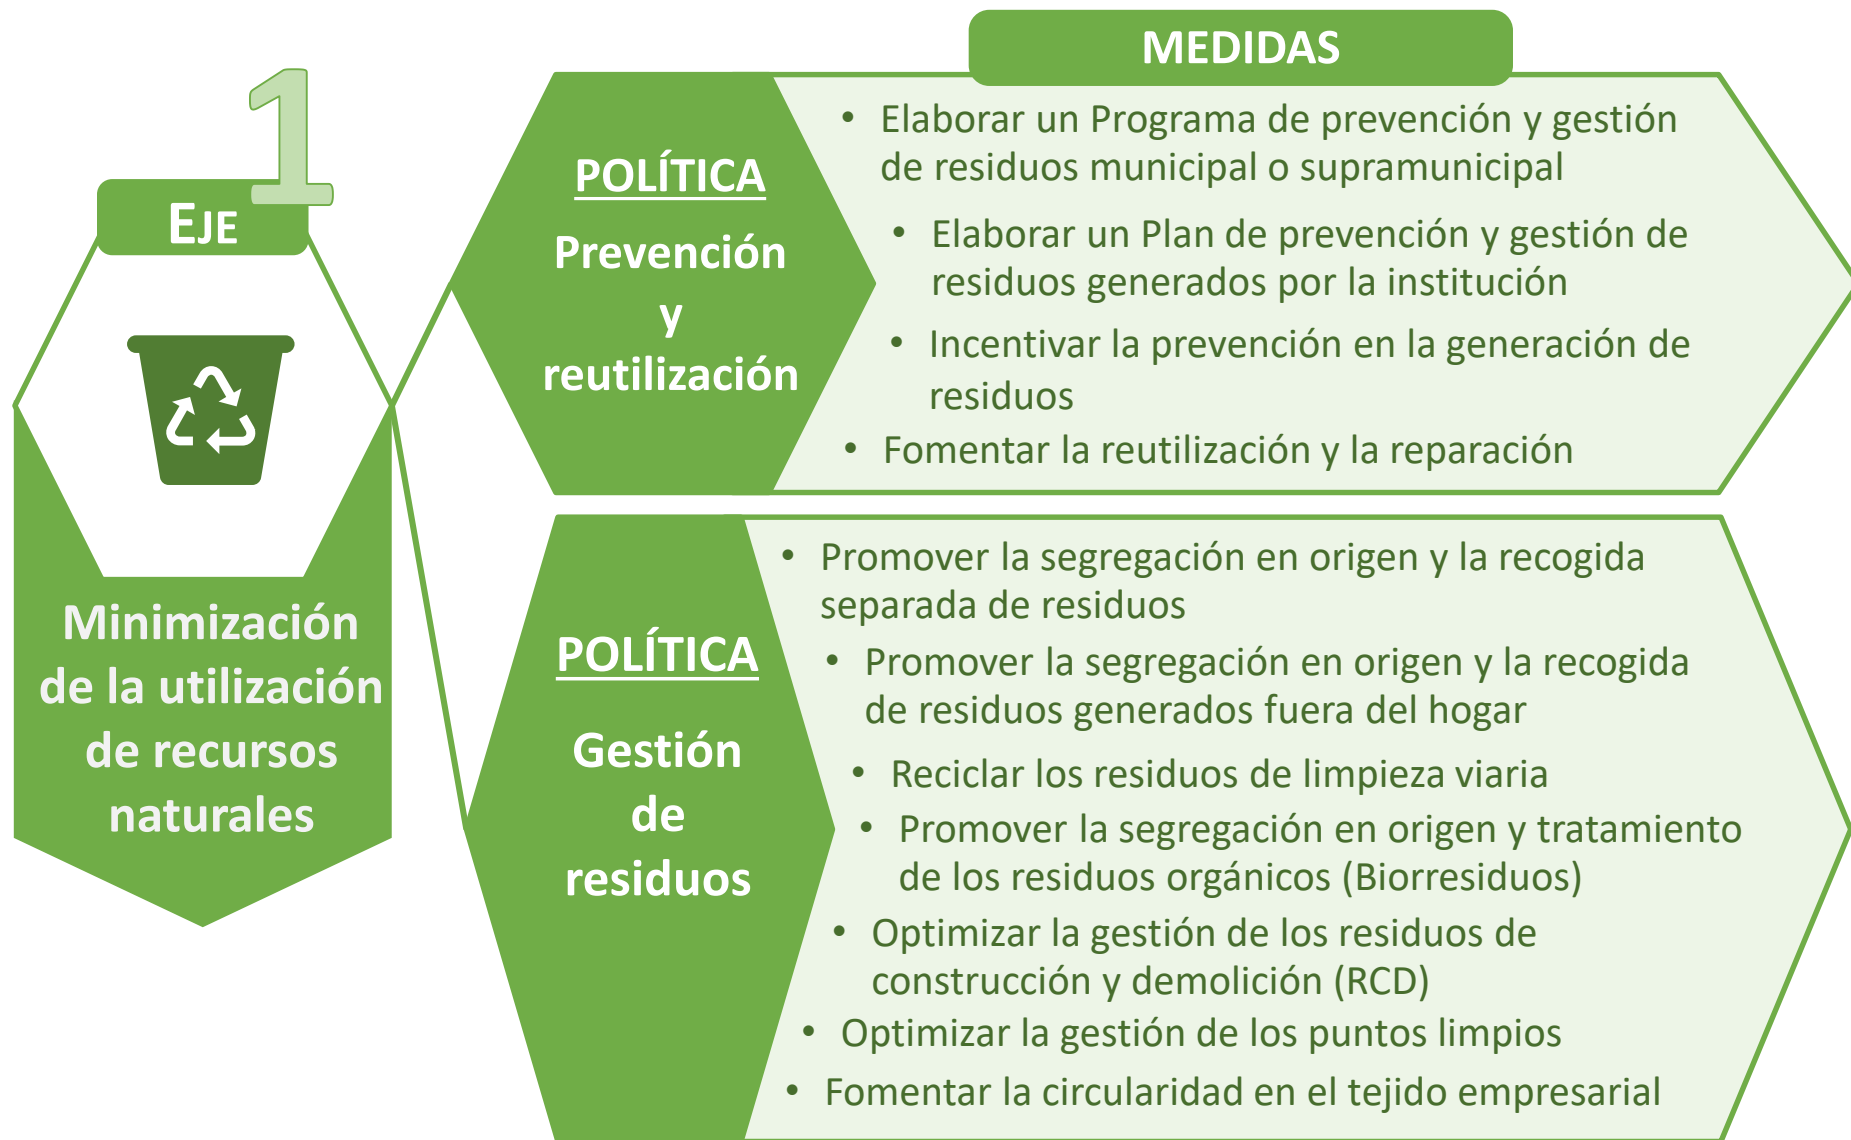 MEDIDAS
1
EJE
Minimización
de la utilización
de recursos
naturales
POLÍTICA
Prevención
y
reutilización
• Elaborar un Programa de prevención y gestión
de residuos municipal o supramunicipal
• Elaborar un Plan de prevención y gestión de
residuos generados por la institución
• Incentivar la prevención en la generación de
residuos
• Fomentar la reutilización y la reparación
POLÍTICA
Gestión
de
residuos
• Promover la segregación en origen y la recogida
separada de residuos
• Promover la segregación en origen y la recogida
de residuos generados fuera del hogar
• Reciclar los residuos de limpieza viaria
• Promover la segregación en origen y tratamiento
de los residuos orgánicos (Biorresiduos)
• Optimizar la gestión de los residuos de
construcción y demolición (RCD)
• Optimizar la gestión de los puntos limpios
• Fomentar la circularidad en el tejido empresarial